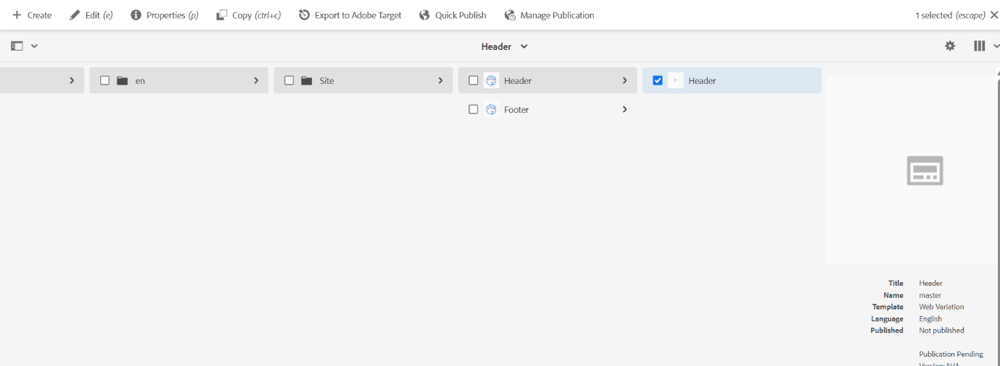 Create Edit (e) Properties (p) Copy (ctrl+c) Export to Adobe Target Quick Publish Manage Publication 1 selected (escape)
Header
en Site Header Header
Footer
Title Header
Name master
Template Web Variation
Language English
Published Not published
Publication Pending
Version: N/A